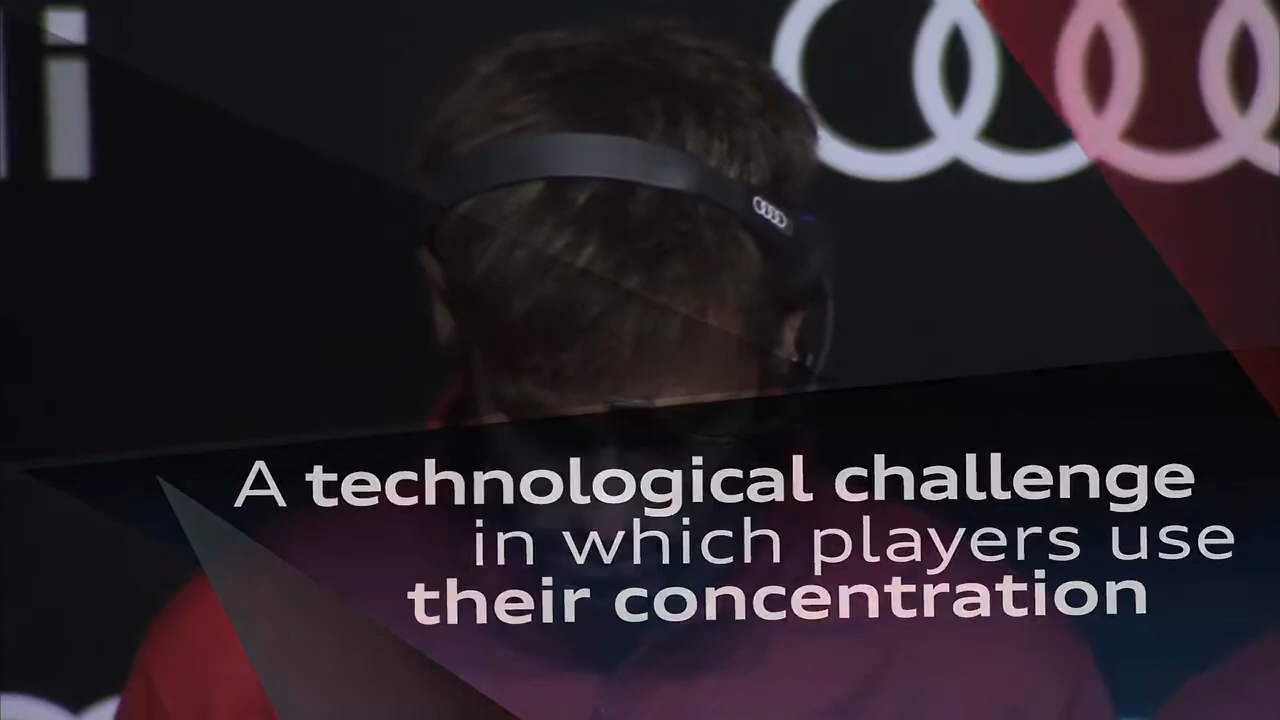 i
A technological challenge
in which players use
their concentration